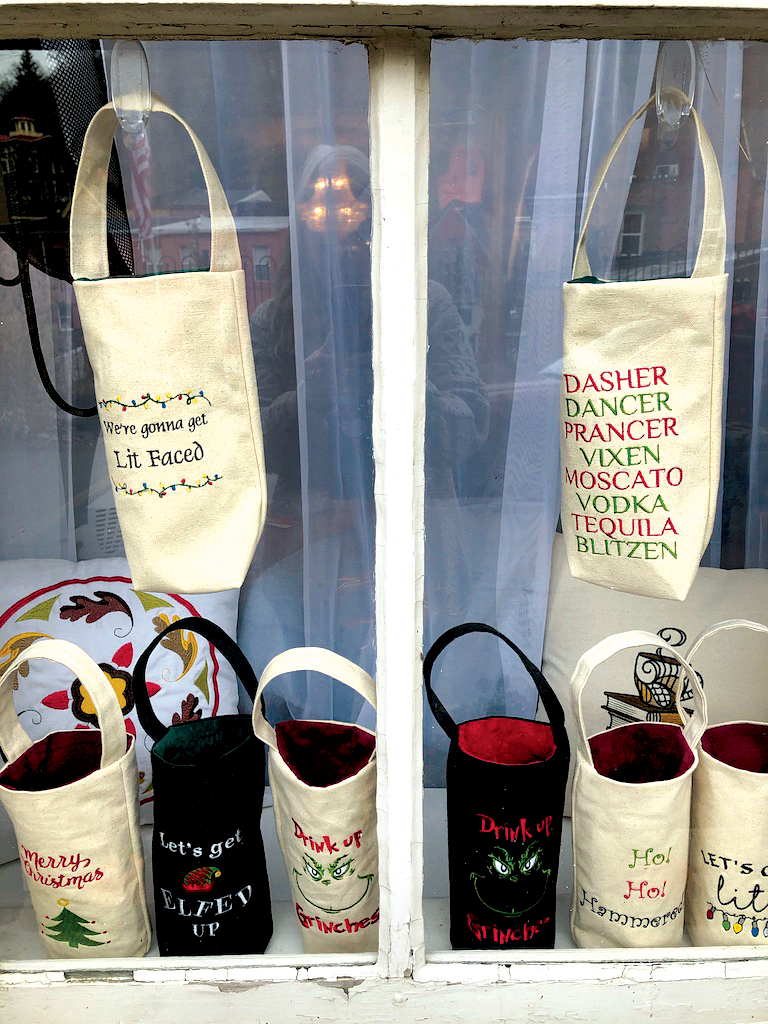 We're gonna get
Lit Faced
DASHER
DANCER
PRANCER
VIXEN
MOSCATO
VODKA
TEQUILA
BLITZEN
Merry
Christmas
Let's get
ELFED
UP
Drink up
Grinches
Drink up
Grinches
Ho!
Ho!
Hammered
LET'S
lit